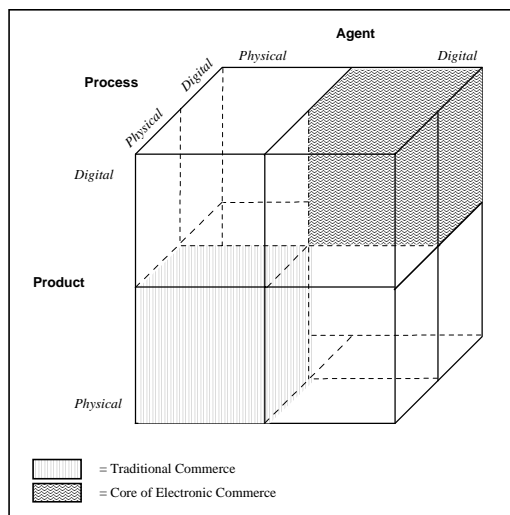 Agent
Physical
Digital
Process
Digital
Physical
Digital
Product
Physical
= Traditional Commerce
= Core of Electronic Commerce